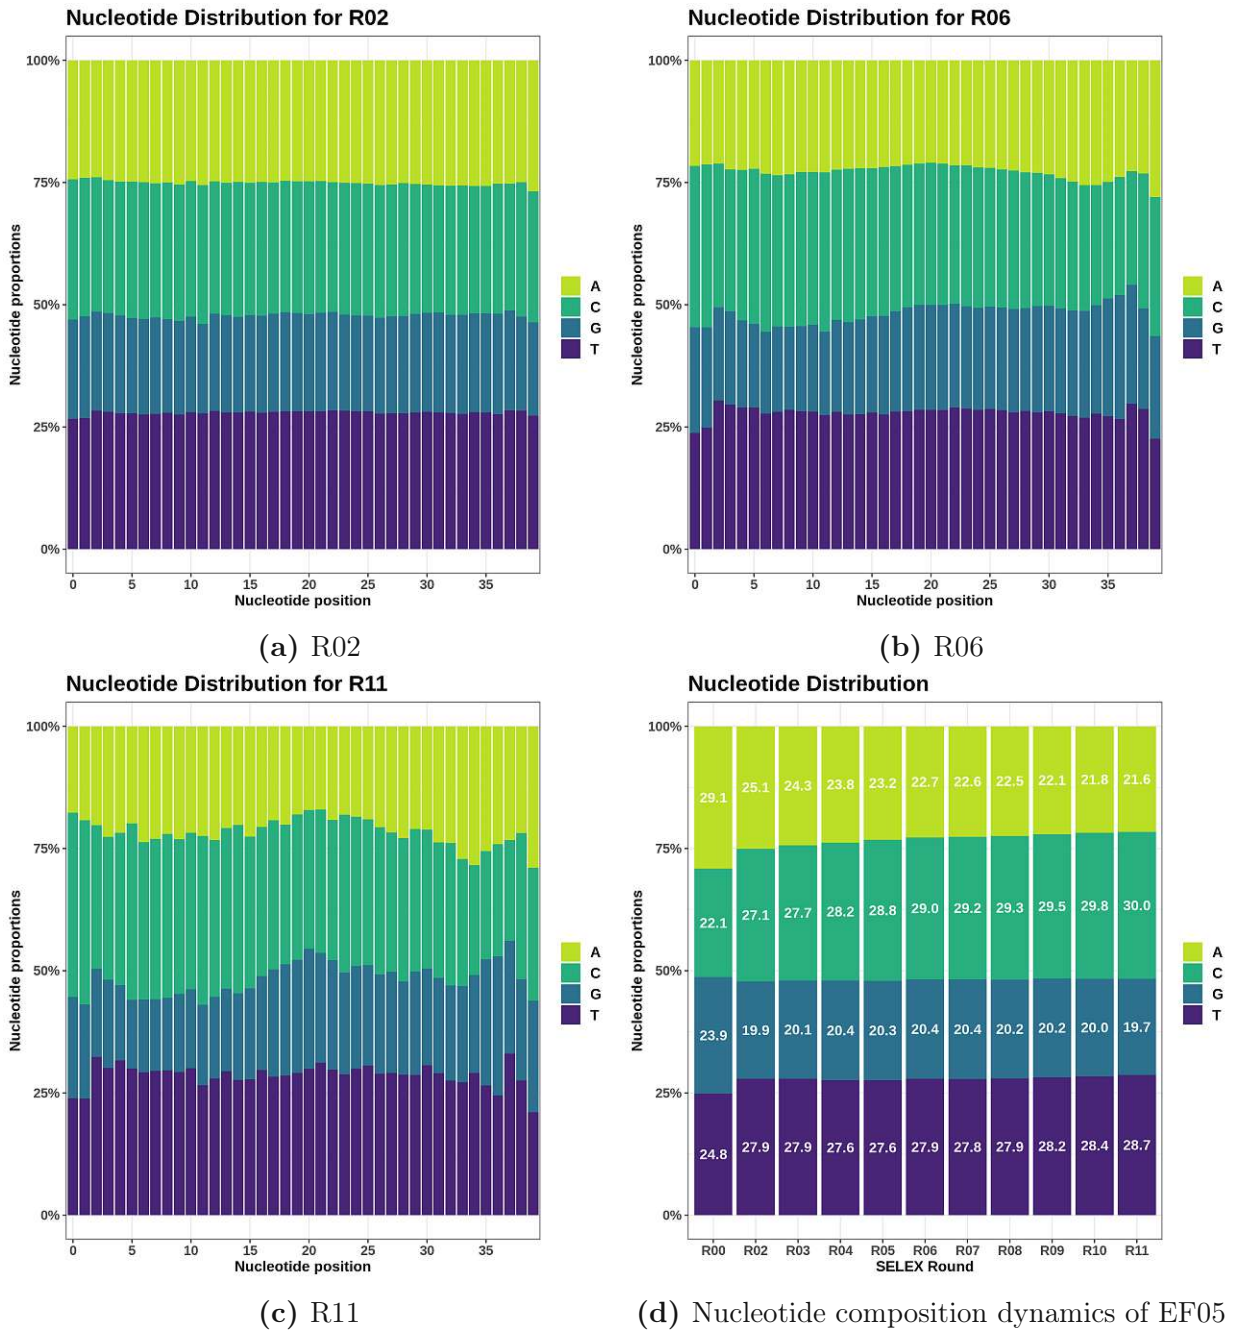 Nucleotide Distribution for R02
100%
75%
50%
25%
0%
Nucleotide proportions
0 5 10 15 20 25 30 35
Nucleotide position
A
C
G
T
(a) R02
Nucleotide Distribution for R06
100%
75%
50%
25%
0%
Nucleotide proportions
0 5 10 15 20 25 30 35
Nucleotide position
A
C
G
T
(b) R06
Nucleotide Distribution for R11
100%
75%
50%
25%
0%
Nucleotide proportions
0 5 10 15 20 25 30 35
Nucleotide position
A
C
G
T
(c) R11
Nucleotide Distribution
100%
75%
50%
25%
0%
Nucleotide proportions
29.1 25.1 24.3 23.8 23.2 22.7 22.6 22.5 22.1 21.8 21.6
22.1 27.1 27.7 28.2 28.8 29.0 29.2 29.3 29.5 29.8 30.0
23.9 19.9 20.1 20.4 20.3 20.4 20.4 20.2 20.2 20.0 19.7
24.8 27.9 27.9 27.6 27.6 27.9 27.8 27.9 28.2 28.4 28.7
R00 R02 R03 R04 R05 R06 R07 R08 R09 R10 R11
SELEX Round
A
C
G
T
(d) Nucleotide composition dynamics of EF05